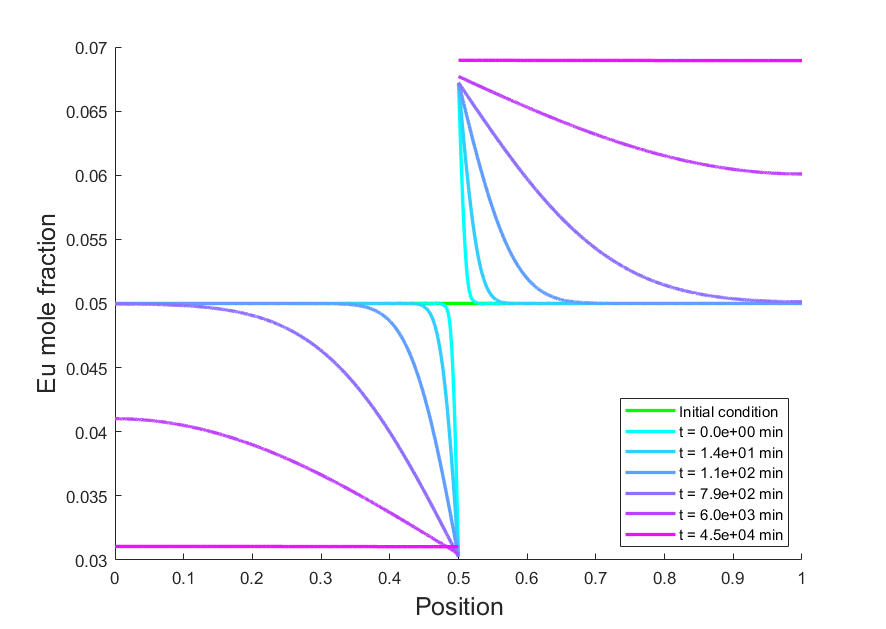 0.07
0.065
0.06
0.055
0.05
0.045
0.04
0.035
0.03
Eu mole fraction
0 0.1 0.2 0.3 0.4 0.5 0.6 0.7 0.8 0.9 1
Position
Initial condition
t = 0.0e+00 min
t = 1.4e+01 min
t = 1.1e+02 min
t = 7.9e+02 min
t = 6.0e+03 min
t = 4.5e+04 min